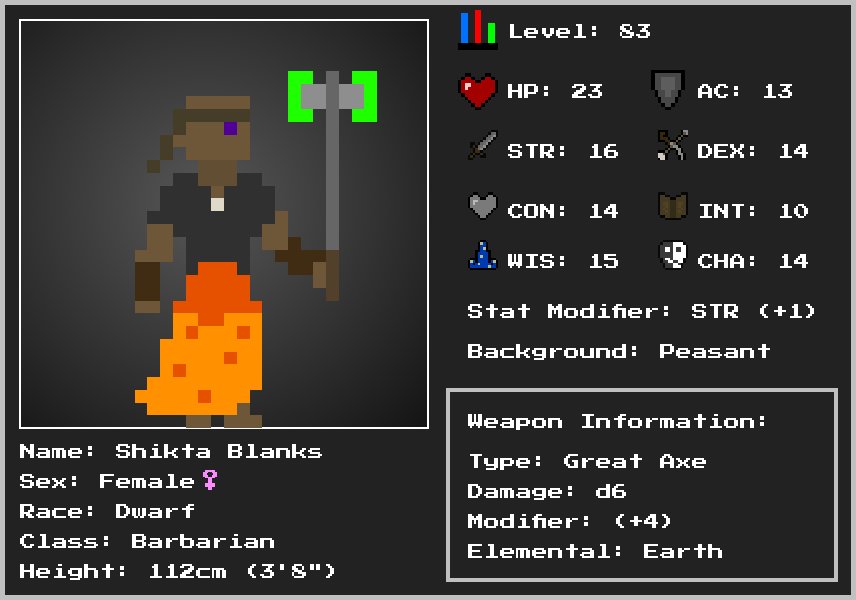 Level: 83
HP: 23
AC: 13
STR: 16
DEX: 14
CON: 14
INT: 10
WIS: 15
CHA: 14
Stat Modifier: STR (+1)
Background: Peasant
Name: Shikta Blanks
Sex: Female♀
Race: Dwarf
Class: Barbarian
Height: 112cm (3'8")
Weapon Information:
Type: Great Axe
Damage: d6
Modifier: (+4)
Elemental: Earth